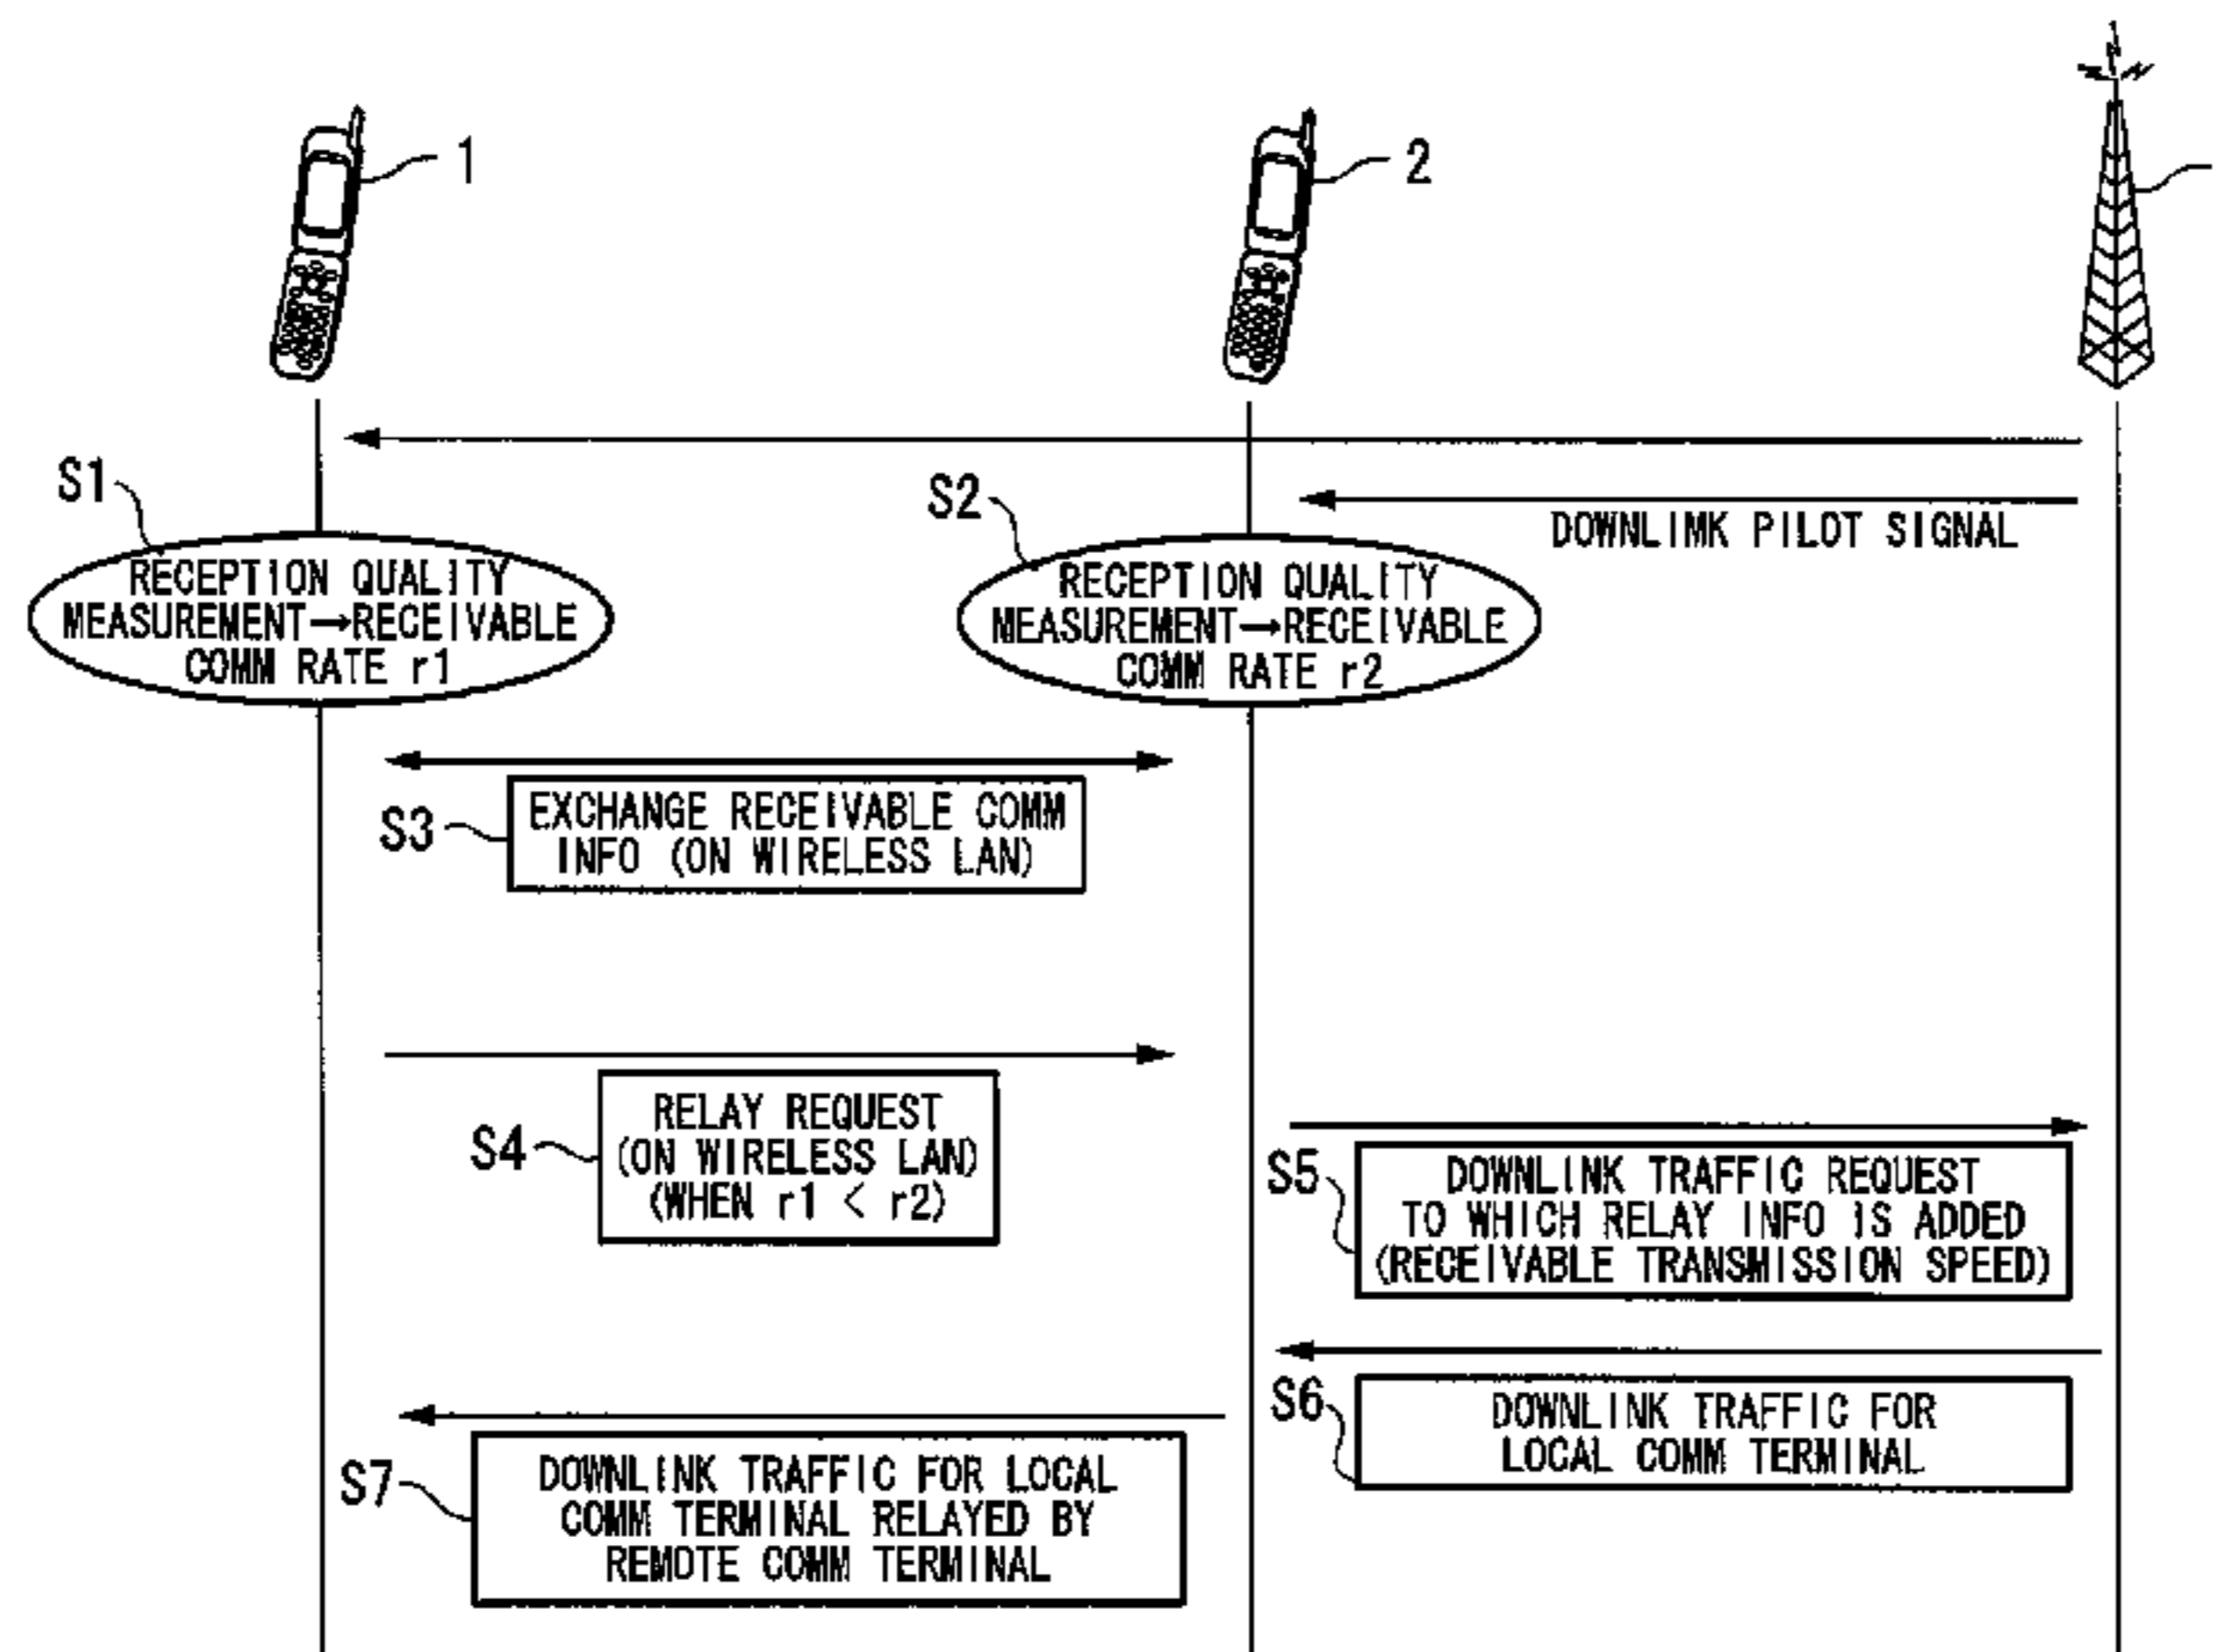 1
2
S1
S2
DOWNLIMK PILOT SIGNAL
RECEPTION QUALITY
MEASUREMENT→RECEIVABLE
COMM RATE r1
RECEPTION QUALITY
MEASUREMENT→RECEIVABLE
COMM RATE r2
S3
EXCHANGE RECEIVABLE COMM
INFO (ON WIRELESS LAN)
S4
RELAY REQUEST
(ON WIRELESS LAN)
(WHEN r1 < r2)
S5
DOWNLINK TRAFFIC REQUEST
TO WHICH RELAY INFO IS ADDED
(RECEIVABLE TRANSMISSION SPEED)
S6
DOWNLINK TRAFFIC FOR
LOCAL COMM TERMINAL
S7
DOWNLINK TRAFFIC FOR LOCAL
COMM TERMINAL RELAYED BY
REMOTE COMM TERMINAL